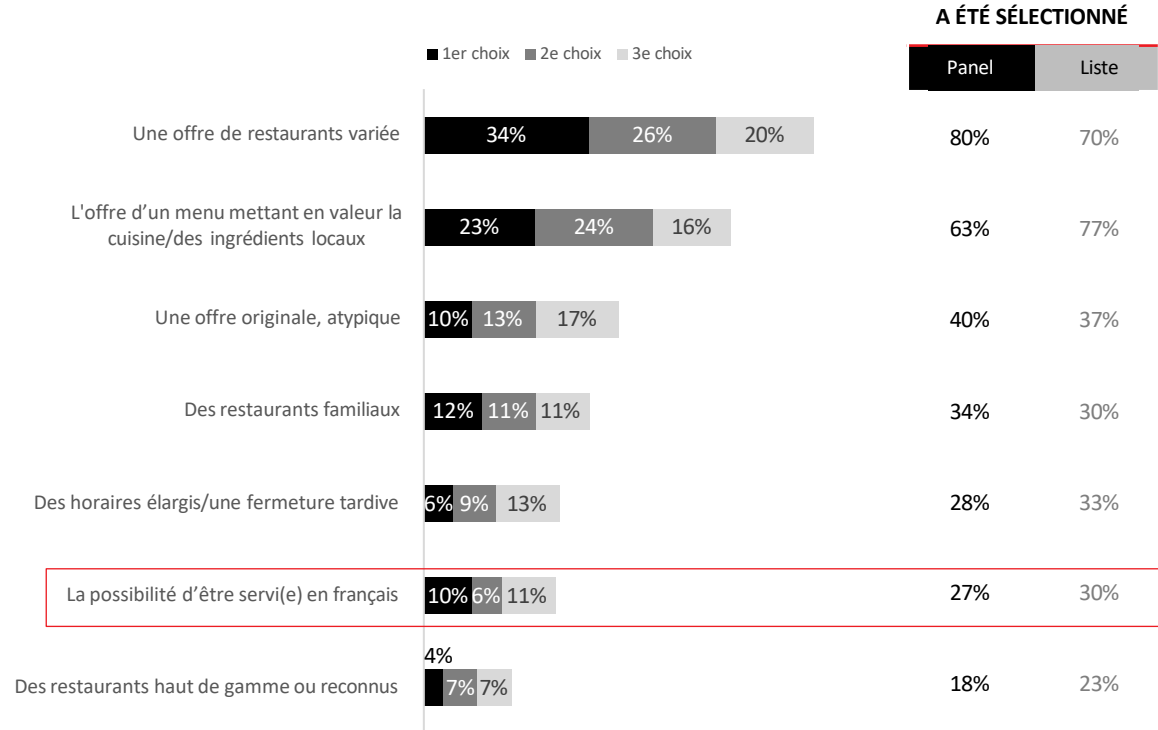 A ÉTÉ SÉLECTIONNÉ
1er choix 2e choix 3e choix
Panel Liste
Une offre de restaurants variée 34% 26% 20% 80% 70%
L'offre d’un menu mettant en valeur la
cuisine/des ingrédients locaux 23% 24% 16% 63% 77%
Une offre originale, atypique 10% 13% 17% 40% 37%
Des restaurants familiaux 12% 11% 11% 34% 30%
Des horaires élargis/une fermeture tardive 6% 9% 13% 28% 33%
La possibilité d’être servi(e) en français 10% 6% 11% 27% 30%
4%
Des restaurants haut de gamme ou reconnus 7% 7% 18% 23%